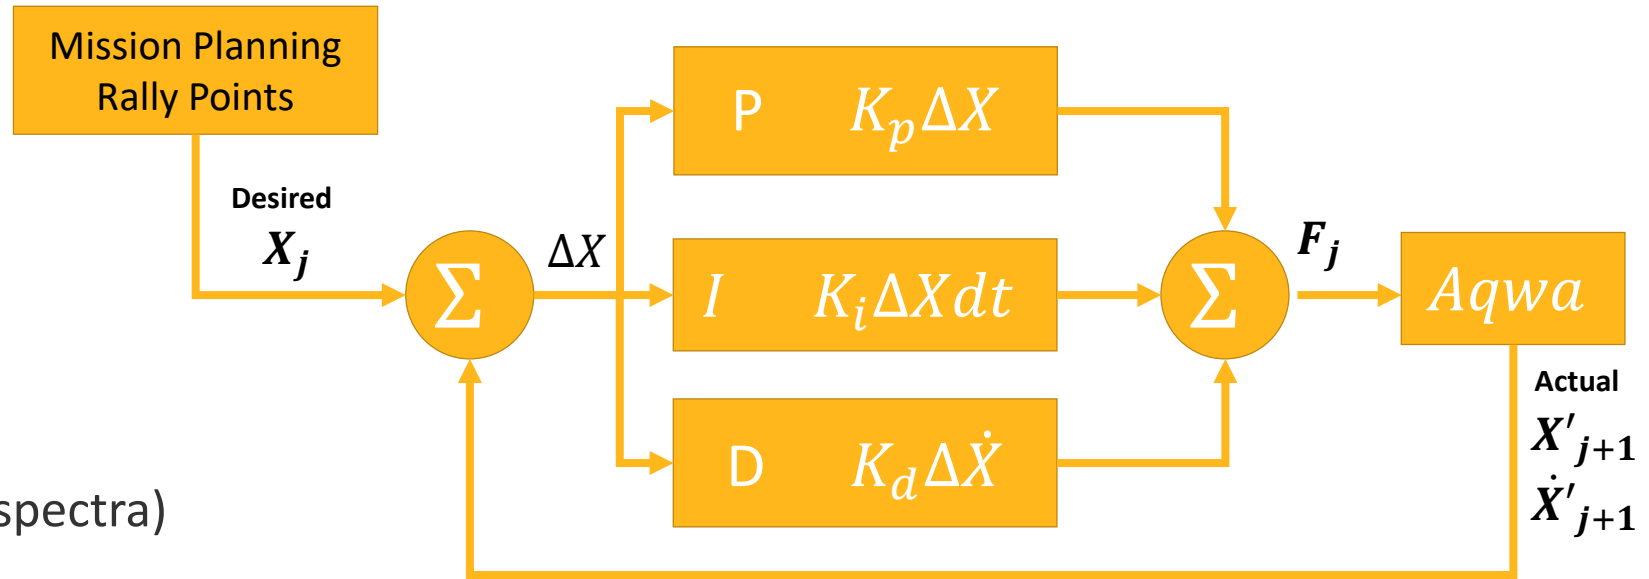 Mission Planning
Rally Points
Desired
X_j
Σ
ΔX
P K_pΔX
I K_iΔXdt
D K_dΔẊ
Σ
F_j
Aqwa
Actual
X′_{j+1}
Ẋ′_{j+1}
spectra)